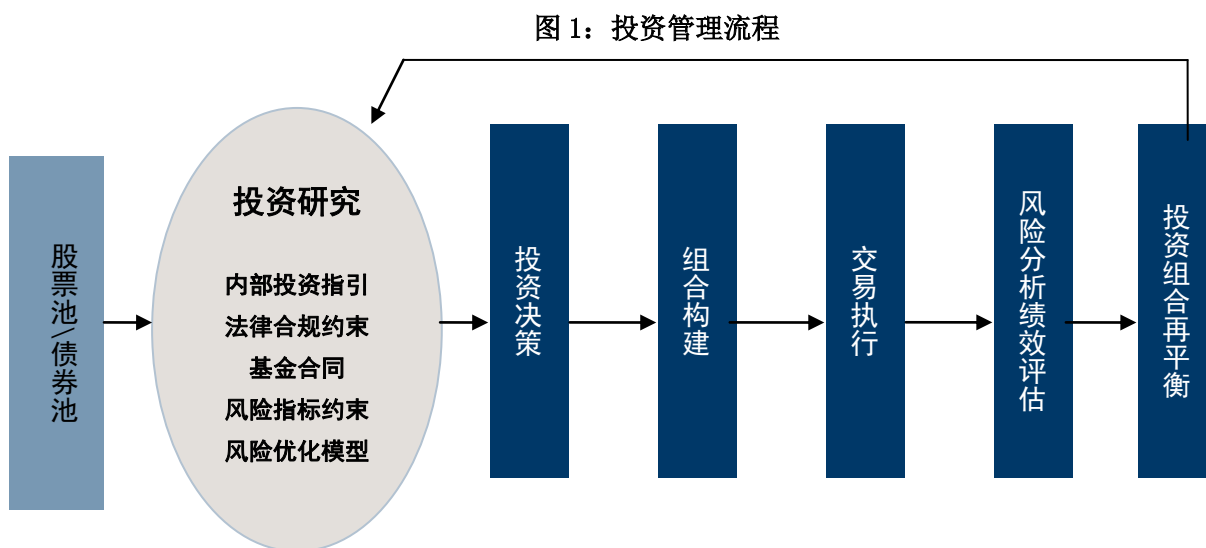 图 1：投资管理流程
股票池\债券池
投资研究
内部投资指引
法律合规约束
基金合同
风险指标约束
风险优化模型
投资决策
组合构建
交易执行
风险分析绩效评估
投资组合再平衡